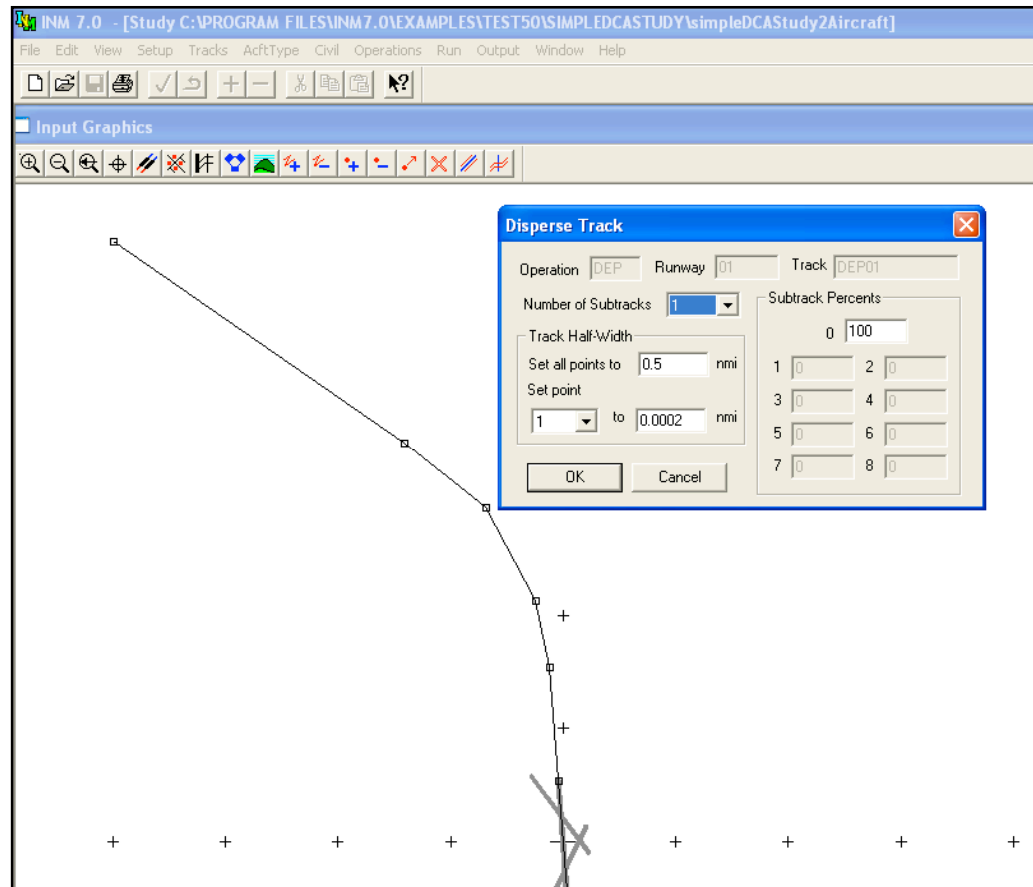 INM 7.0 - [Study C:\PROGRAM FILES\INM7.0\EXAMPLES\TEST50\SIMPLEDCASTUDY\simpleDCAStudy2Aircraft]
File Edit View Setup Tracks AcftType Civil Operations Run Output Window Help
Input Graphics
Disperse Track
Operation DEP Runway 01 Track DEP01
Number of Subtracks 1
Subtrack Percents
0 100
Track Half-Width
Set all points to 0.5 nmi
Set point
1 to 0.0002 nmi
1 0 2 0
3 0 4 0
5 0 6 0
7 0 8 0
OK Cancel